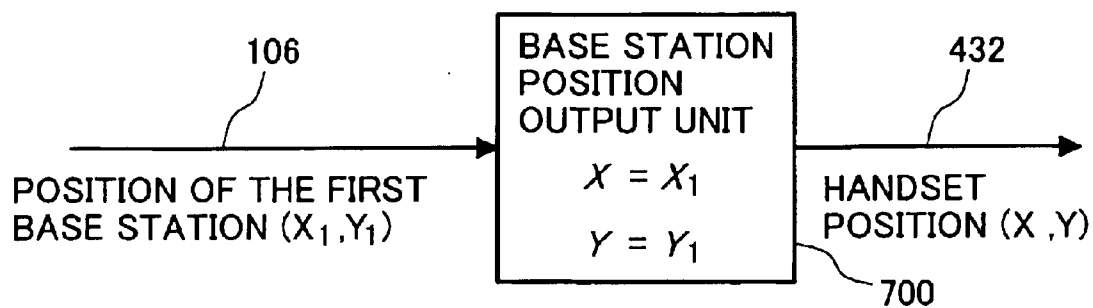 106
BASE STATION
POSITION
OUTPUT UNIT
X = X₁
Y = Y₁
432
POSITION OF THE FIRST
BASE STATION (X₁,Y₁)
HANDSET
POSITION (X ,Y)
700